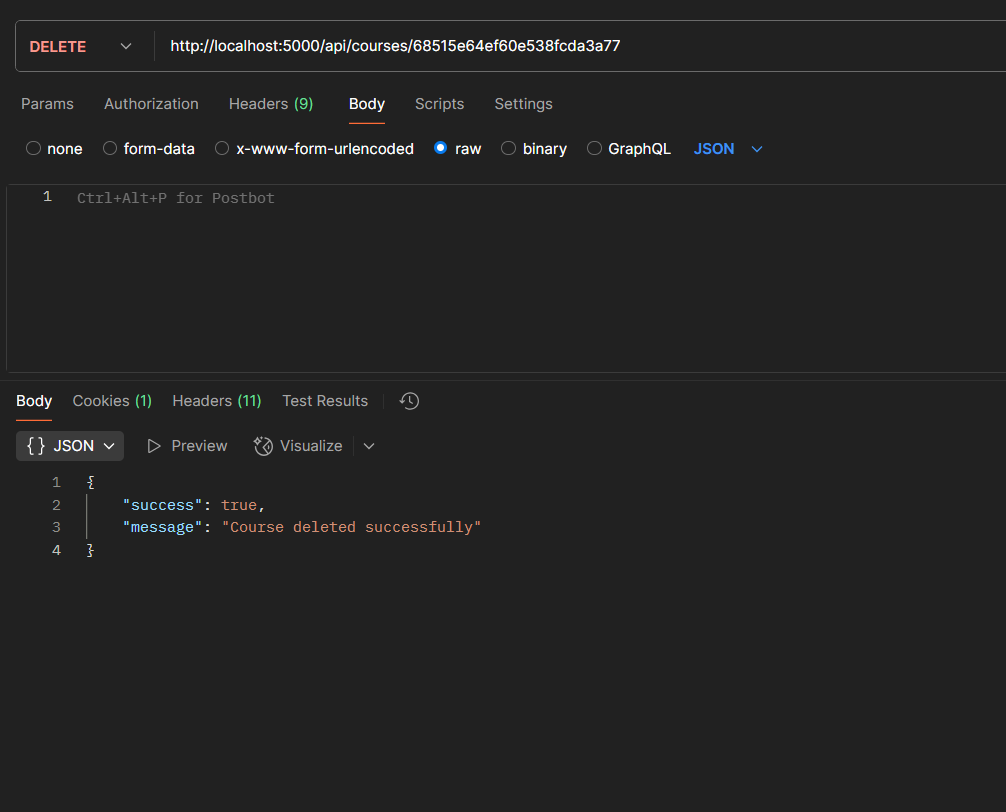 DELETE http://localhost:5000/api/courses/68515e64ef60e538fcda3a77
Params Authorization Headers (9) Body Scripts Settings
none form-data x-www-form-urlencoded raw binary GraphQL JSON
1 Ctrl+Alt+P for Postbot
Body Cookies (1) Headers (11) Test Results
{} JSON Preview Visualize
1 {
2 "success": true,
3 "message": "Course deleted successfully"
4 }